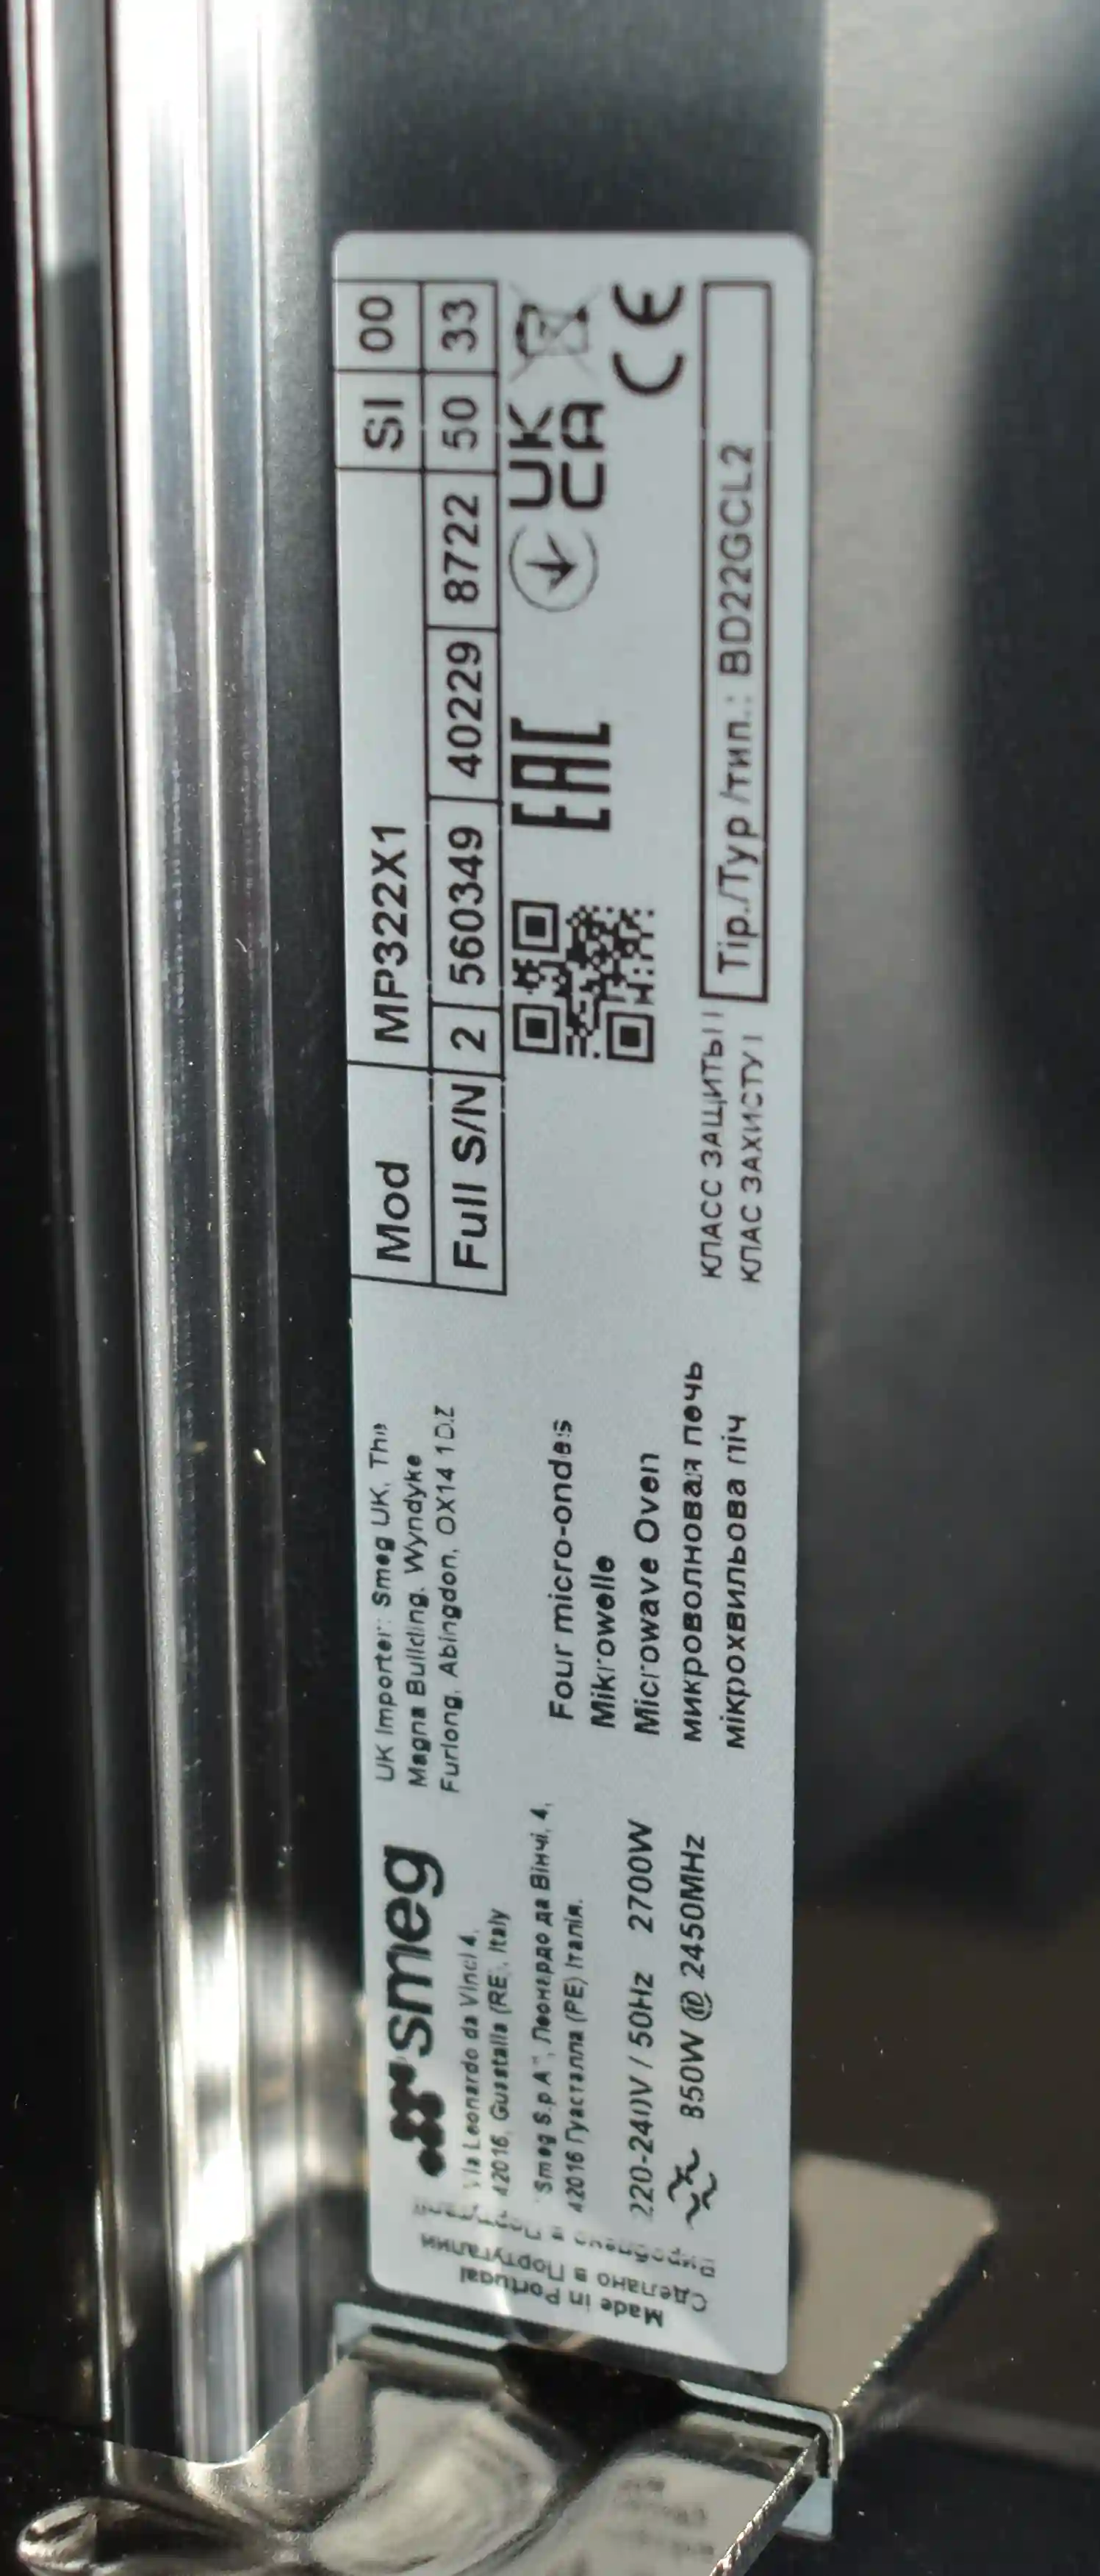 smeg
Via Leonardo da Vinci 4,
42016, Guastalla (RE), Italy
"Smeg S.p.A", Леонардо да Вінчі, 4,
42016 Гуасталла (РЕ) Італія.
220-240V / 50Hz 2700W
850W @ 2450MHz
UK Importer: Smeg UK, The
Magna Building, Wyndyke
Furlong, Abingdon, OX14 1DZ
Four micro-ondes
Mikrowelle
Microwave Oven
микроволновая печь
мікрохвильова піч
Mod MP322X1 SI 00
Full S/N 2 560349 40229 8722 50 33
EAC
UK
CA
CE
КЛАСС ЗАЩИТЫ I
КЛАС ЗАХИСТУ I
Tip./Typ /тип.: BD22GCL2
Made in Portugal
Сделано в Португалии
Вироблено в Португалії